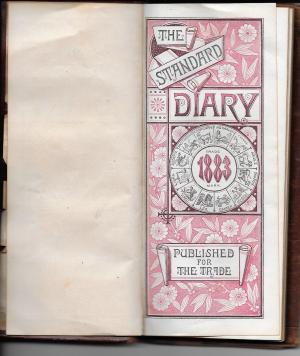 THE
STANDARD
DIARY
TRADE
1883
MARK
PUBLISHED
FOR
THE TRADE